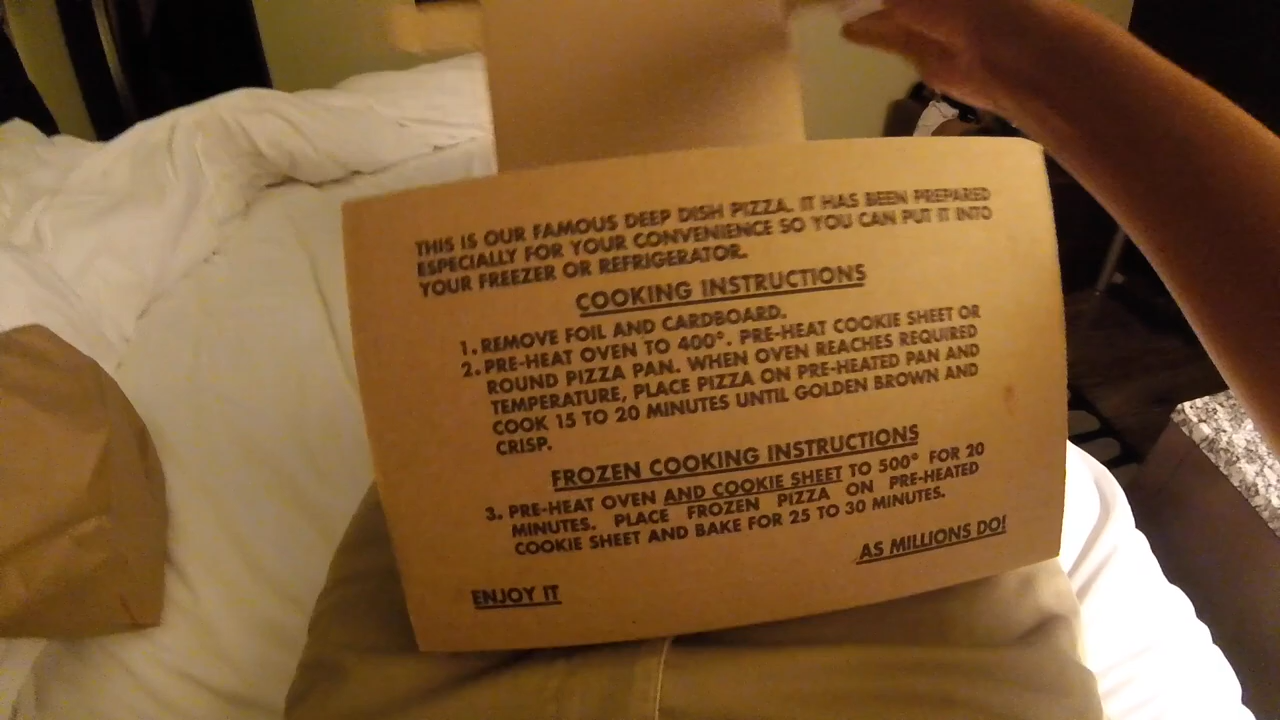 THIS IS OUR FAMOUS DEEP DISH PIZZA. IT HAS BEEN PREPARED
ESPECIALLY FOR YOUR CONVENIENCE SO YOU CAN PUT IT INTO
YOUR FREEZER OR REFRIGERATOR.
COOKING INSTRUCTIONS
1. REMOVE FOIL AND CARDBOARD.
2. PRE-HEAT OVEN TO 400°. PRE-HEAT COOKIE SHEET OR
ROUND PIZZA PAN. WHEN OVEN REACHES REQUIRED
TEMPERATURE, PLACE PIZZA ON PRE-HEATED PAN AND
COOK 15 TO 20 MINUTES UNTIL GOLDEN BROWN AND
CRISP.
FROZEN COOKING INSTRUCTIONS
3. PRE-HEAT OVEN AND COOKIE SHEET TO 500° FOR 20
MINUTES. PLACE FROZEN PIZZA ON PRE-HEATED
COOKIE SHEET AND BAKE FOR 25 TO 30 MINUTES.
AS MILLIONS DO!
ENJOY IT